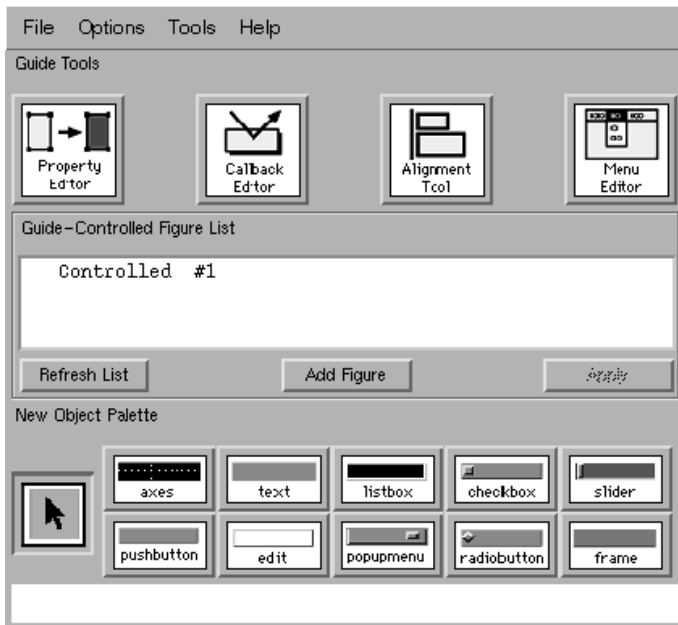 File Options Tools Help
Guide Tools
Property Callback Alignment Menu
Editor Editor Tool Editor
Guide-Controlled Figure List
Controlled #1
Refresh List Add Figure Apply
New Object Palette
axes text listbox checkbox slider
pushbutton edit popupmenu radiobutton frame